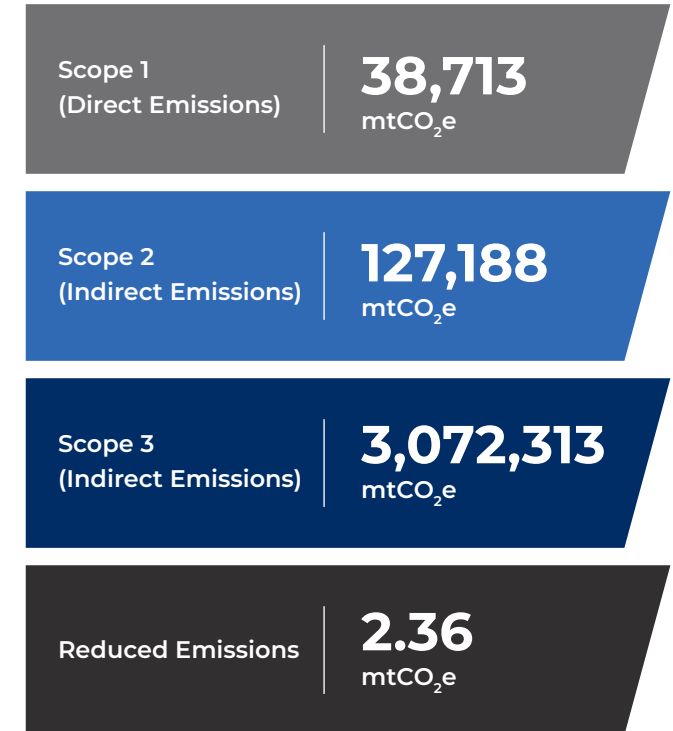 Scope 1
(Direct Emissions)
38,713
mtCO₂e
Scope 2
(Indirect Emissions)
127,188
mtCO₂e
Scope 3
(Indirect Emissions)
3,072,313
mtCO₂e
Reduced Emissions
2.36
mtCO₂e